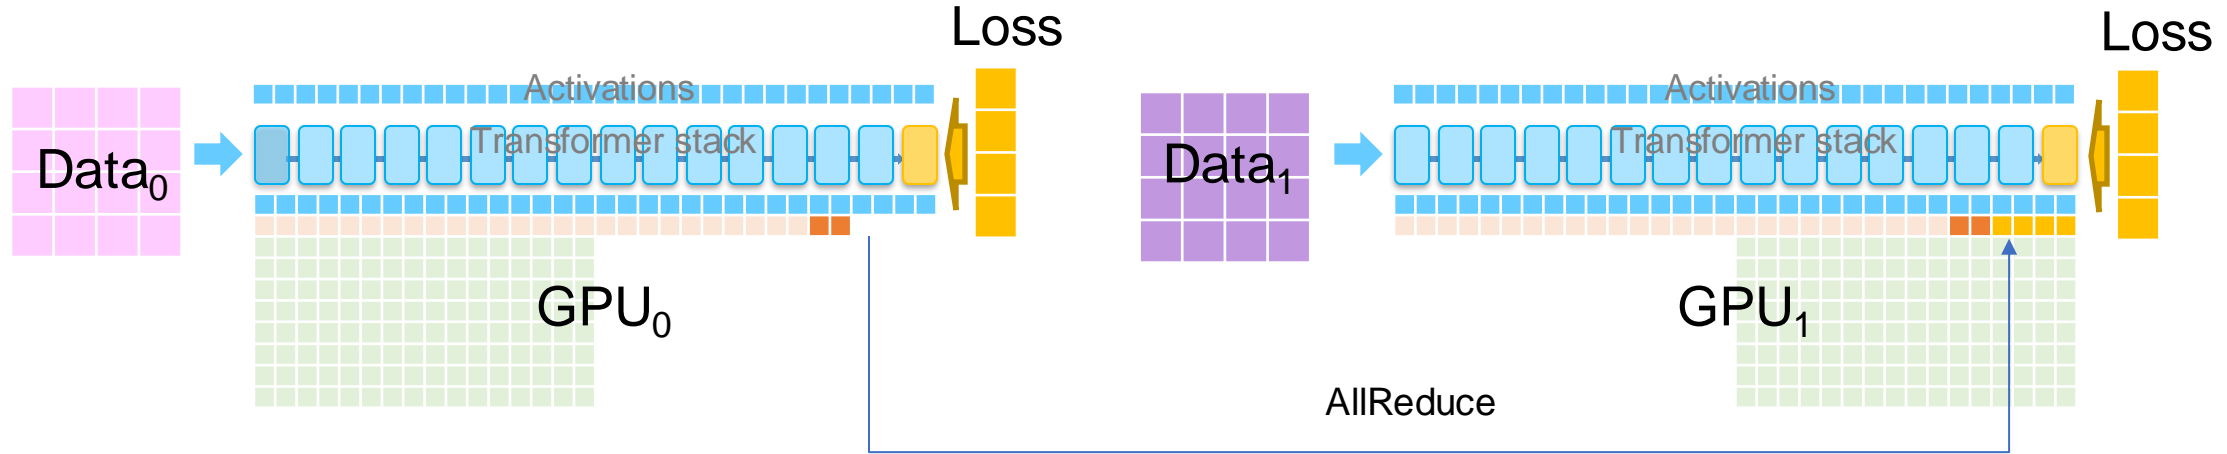 Loss
Activations
Transformer stack
Data0
GPU0
Loss
Activations
Transformer stack
Data1
GPU1
AllReduce